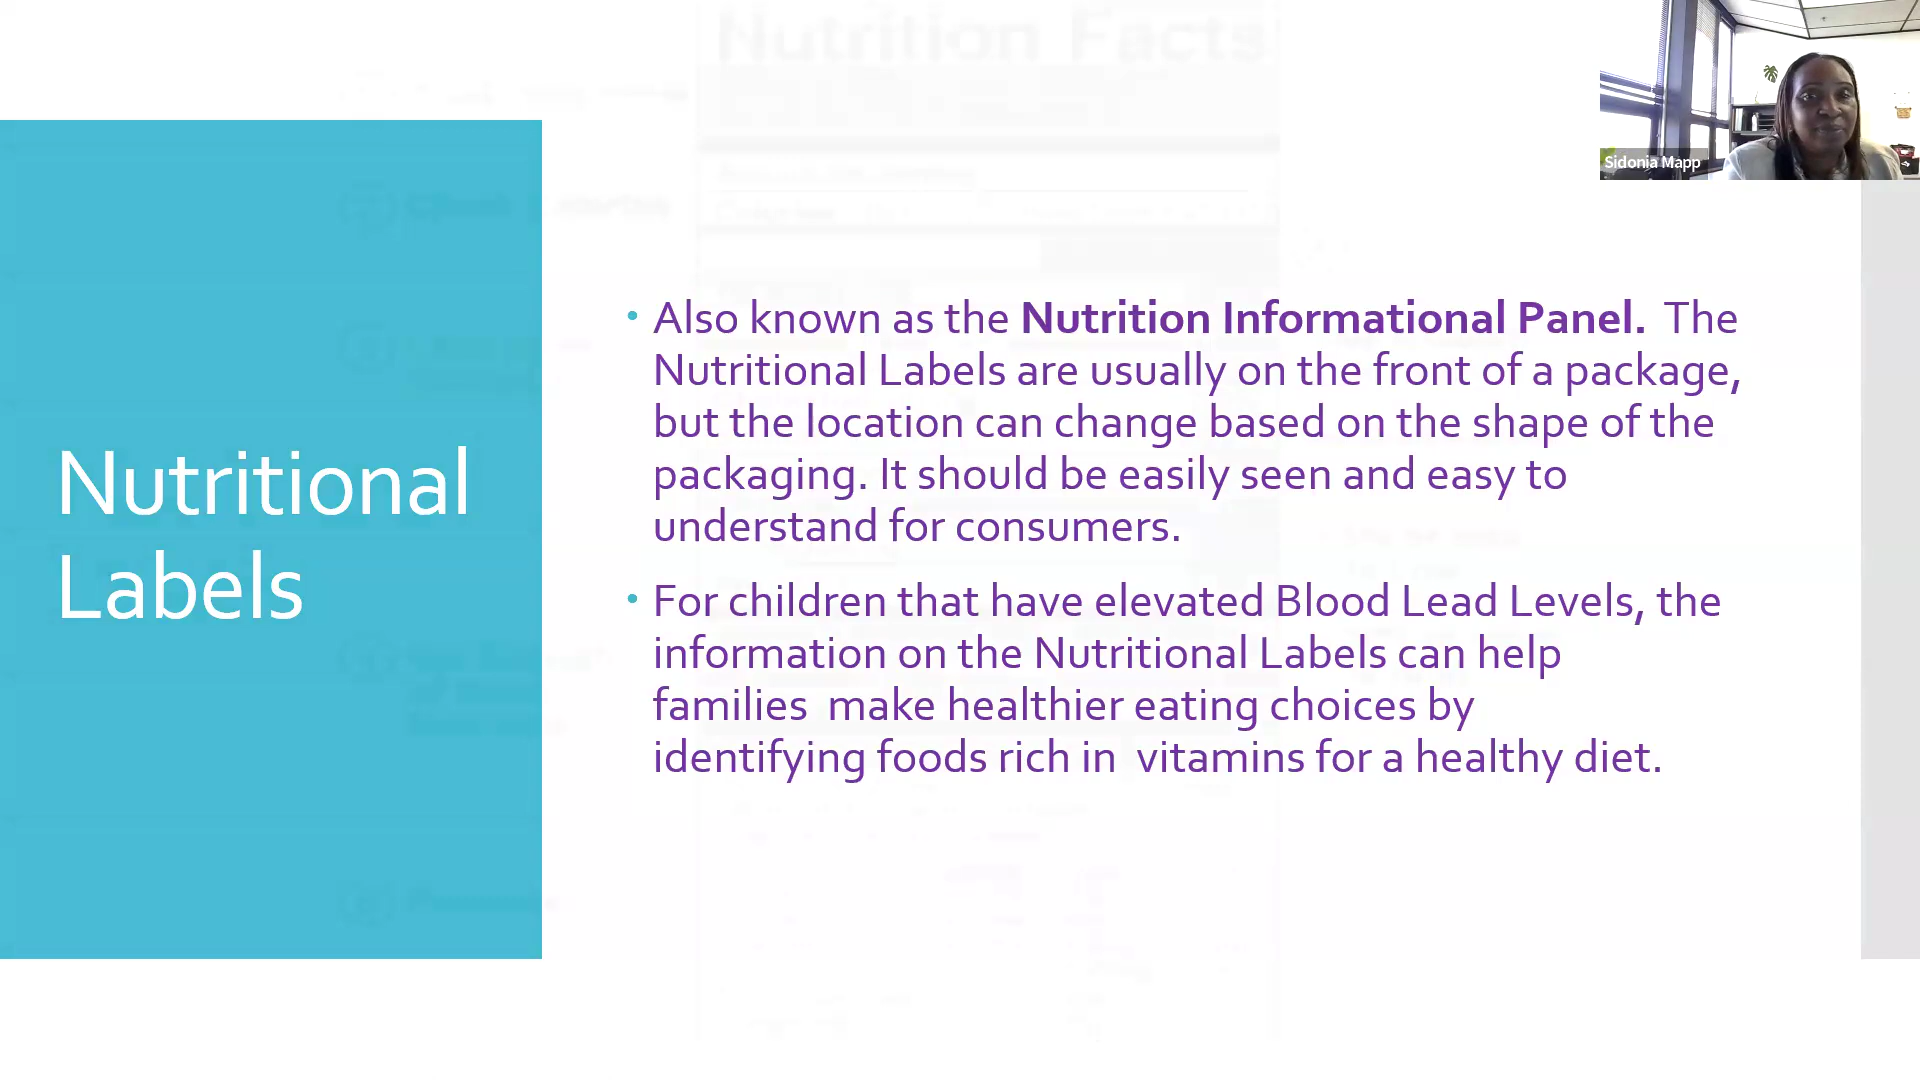 Nutrition Facts
Sidonia Mapp
Nutritional
Labels
• Also known as the Nutrition Informational Panel. The
Nutritional Labels are usually on the front of a package,
but the location can change based on the shape of the
packaging. It should be easily seen and easy to
understand for consumers.
• For children that have elevated Blood Lead Levels, the
information on the Nutritional Labels can help
families make healthier eating choices by
identifying foods rich in vitamins for a healthy diet.